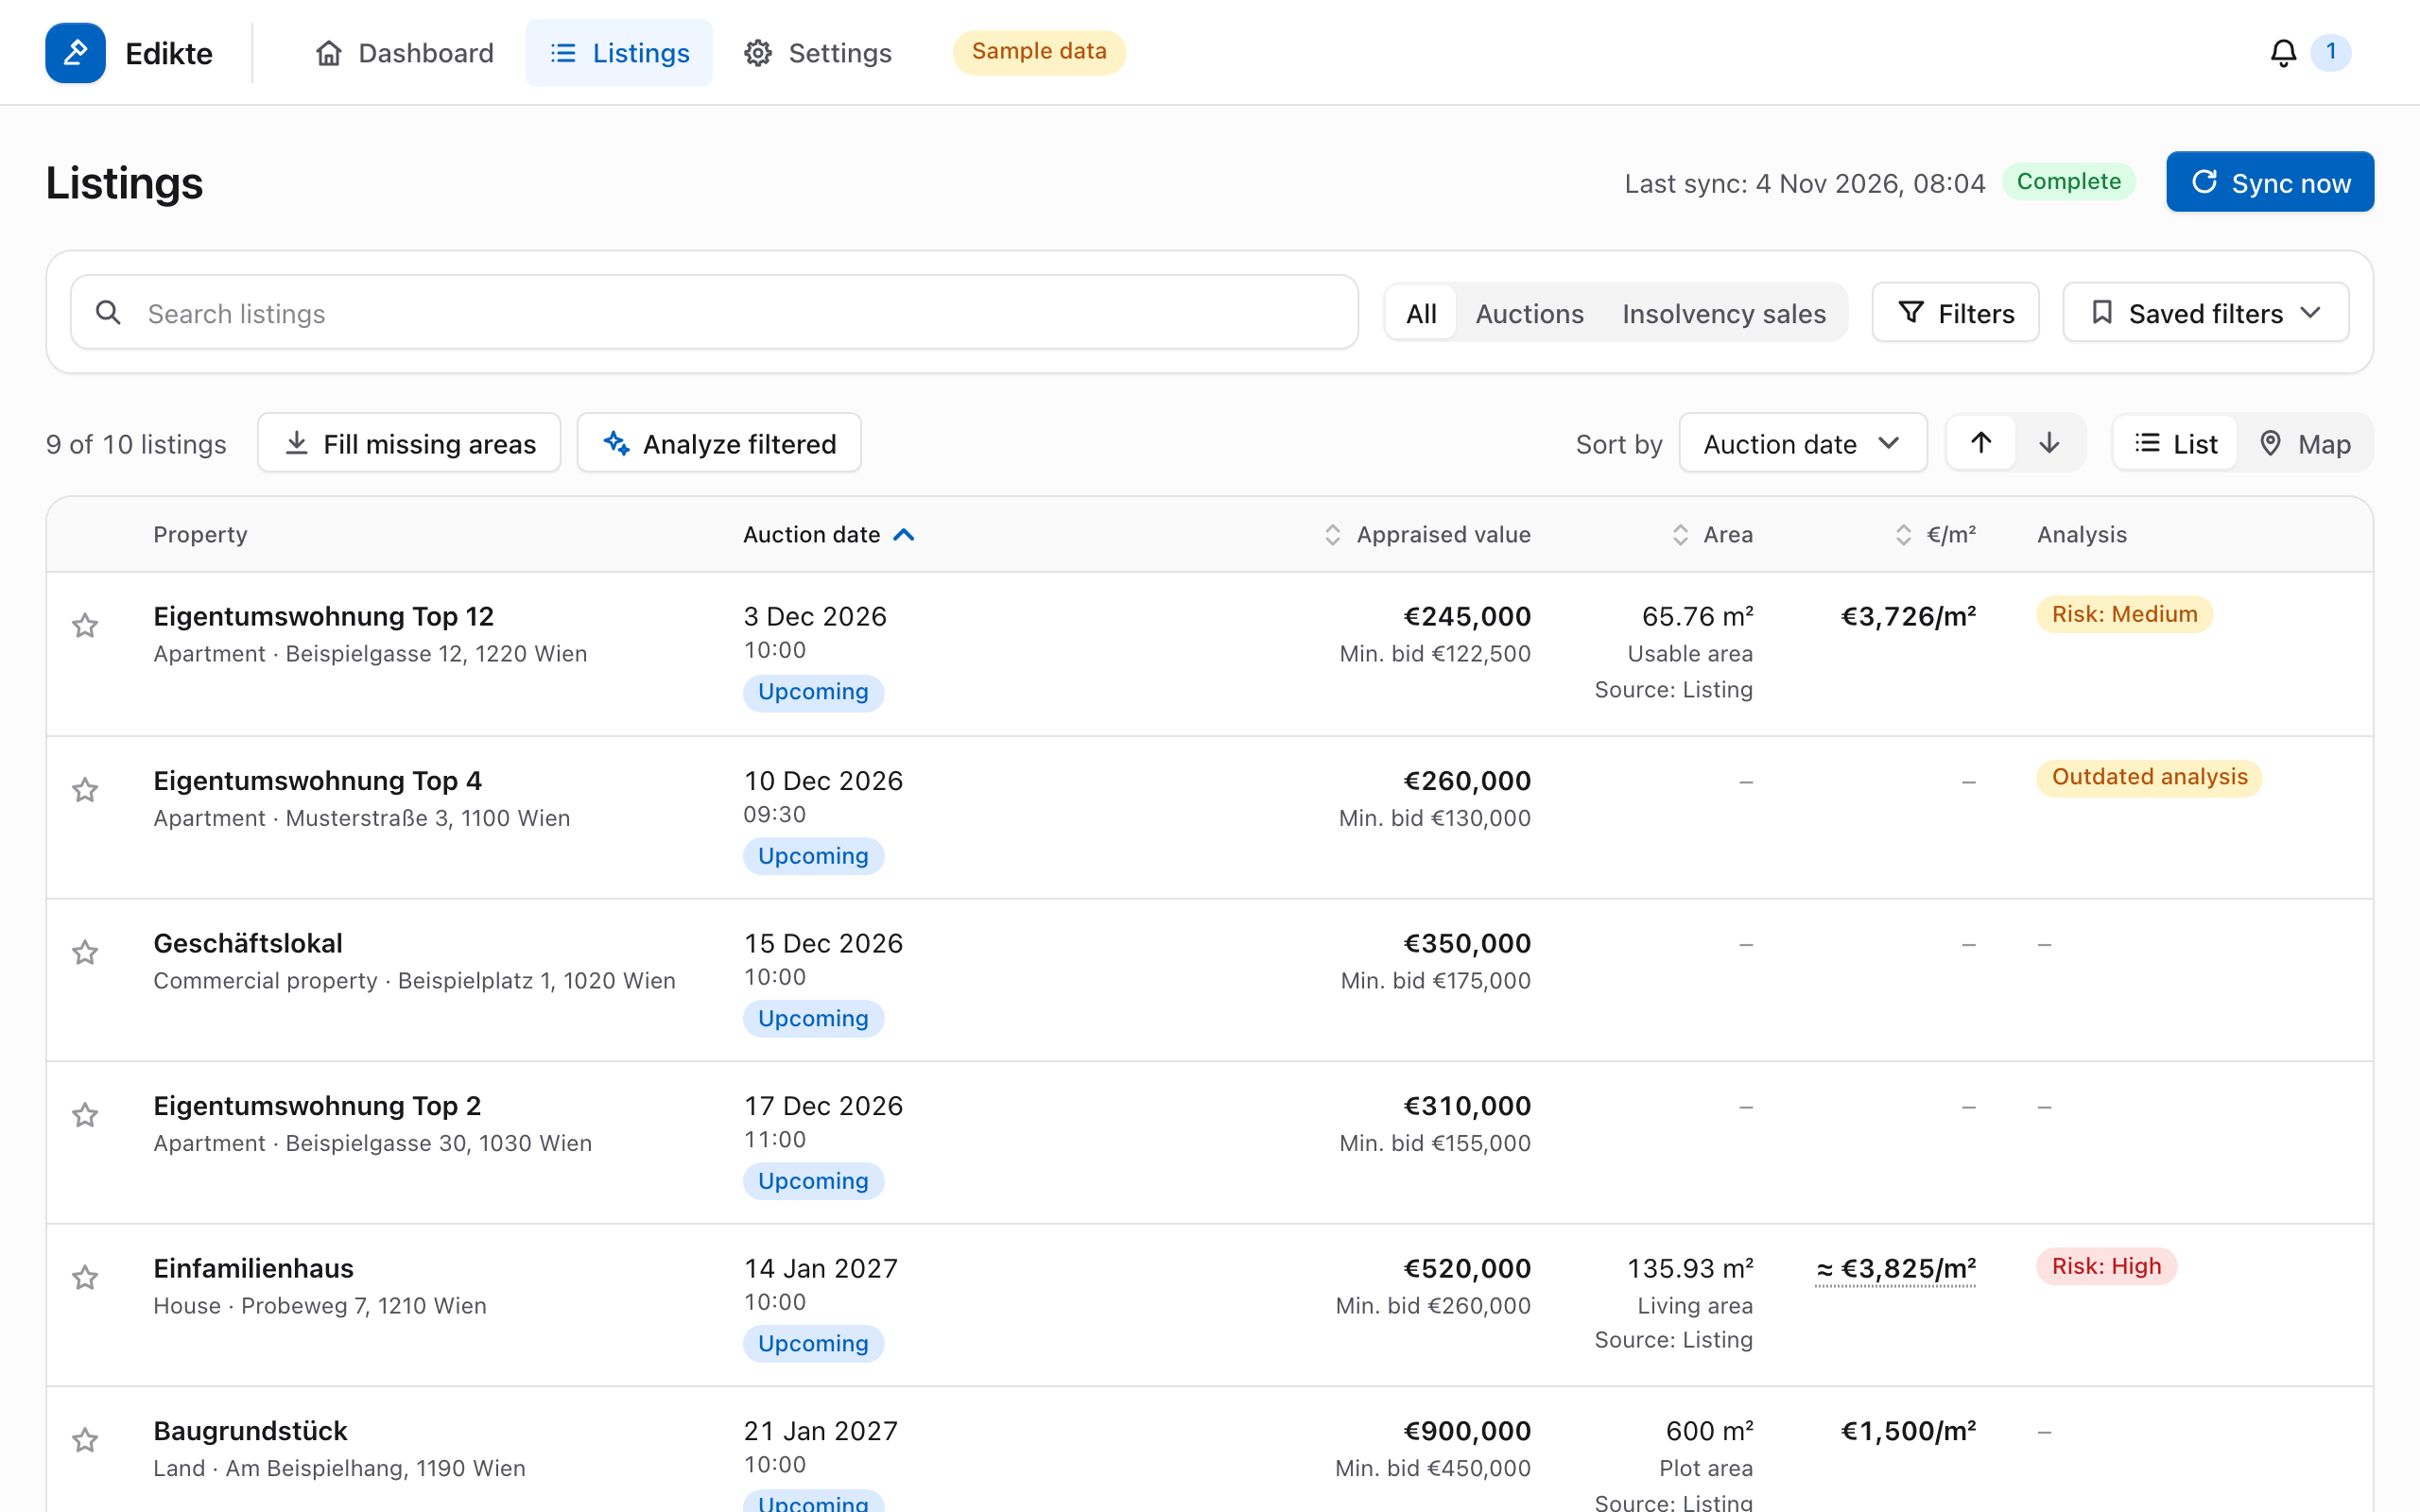 Edikte
Dashboard
Listings
Settings
Sample data
1
Listings
Last sync: 4 Nov 2026, 08:04
Complete
Sync now
Search listings
All
Auctions
Insolvency sales
Filters
Saved filters
9 of 10 listings
Fill missing areas
Analyze filtered
Sort by
Auction date
List
Map
Property
Auction date
Appraised value
Area
€/m²
Analysis
Eigentumswohnung Top 12
Apartment · Beispielgasse 12, 1220 Wien
3 Dec 2026
10:00
Upcoming
€245,000
Min. bid €122,500
65.76 m²
Usable area
Source: Listing
€3,726/m²
Risk: Medium
Eigentumswohnung Top 4
Apartment · Musterstraße 3, 1100 Wien
10 Dec 2026
09:30
Upcoming
€260,000
Min. bid €130,000
–
–
Outdated analysis
Geschäftslokal
Commercial property · Beispielplatz 1, 1020 Wien
15 Dec 2026
10:00
Upcoming
€350,000
Min. bid €175,000
–
–
–
Eigentumswohnung Top 2
Apartment · Beispielgasse 30, 1030 Wien
17 Dec 2026
11:00
Upcoming
€310,000
Min. bid €155,000
–
–
–
Einfamilienhaus
House · Probeweg 7, 1210 Wien
14 Jan 2027
10:00
Upcoming
€520,000
Min. bid €260,000
135.93 m²
Living area
Source: Listing
≈ €3,825/m²
Risk: High
Baugrundstück
Land · Am Beispielhang, 1190 Wien
21 Jan 2027
10:00
Upcoming
€900,000
Min. bid €450,000
600 m²
Plot area
Source: Listing
€1,500/m²
–